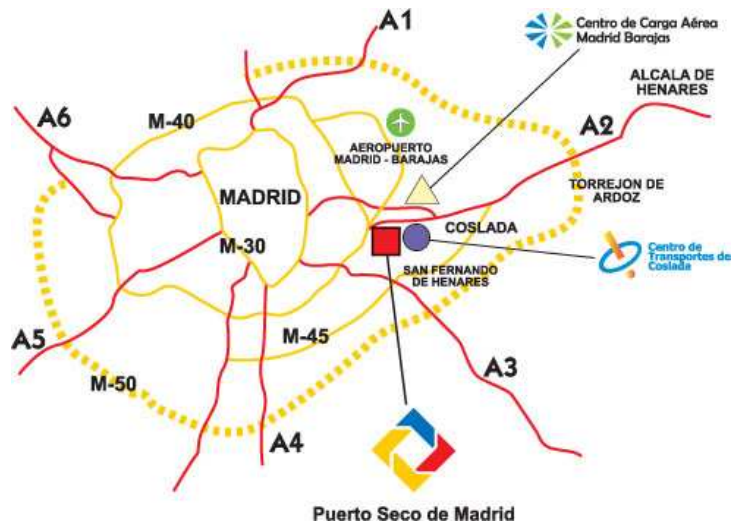 A1
Centro de Carga Aérea
Madrid Barajas
ALCALA DE
HENARES
A6
M-40
A2
AEROPUERTO
MADRID - BARAJAS
TORREJON DE
ARDOZ
MADRID
COSLADA
M-30
Centro de
Transportes de
Coslada
SAN FERNANDO
DE HENARES
A5
M-45
M-50
A3
A4
Puerto Seco de Madrid